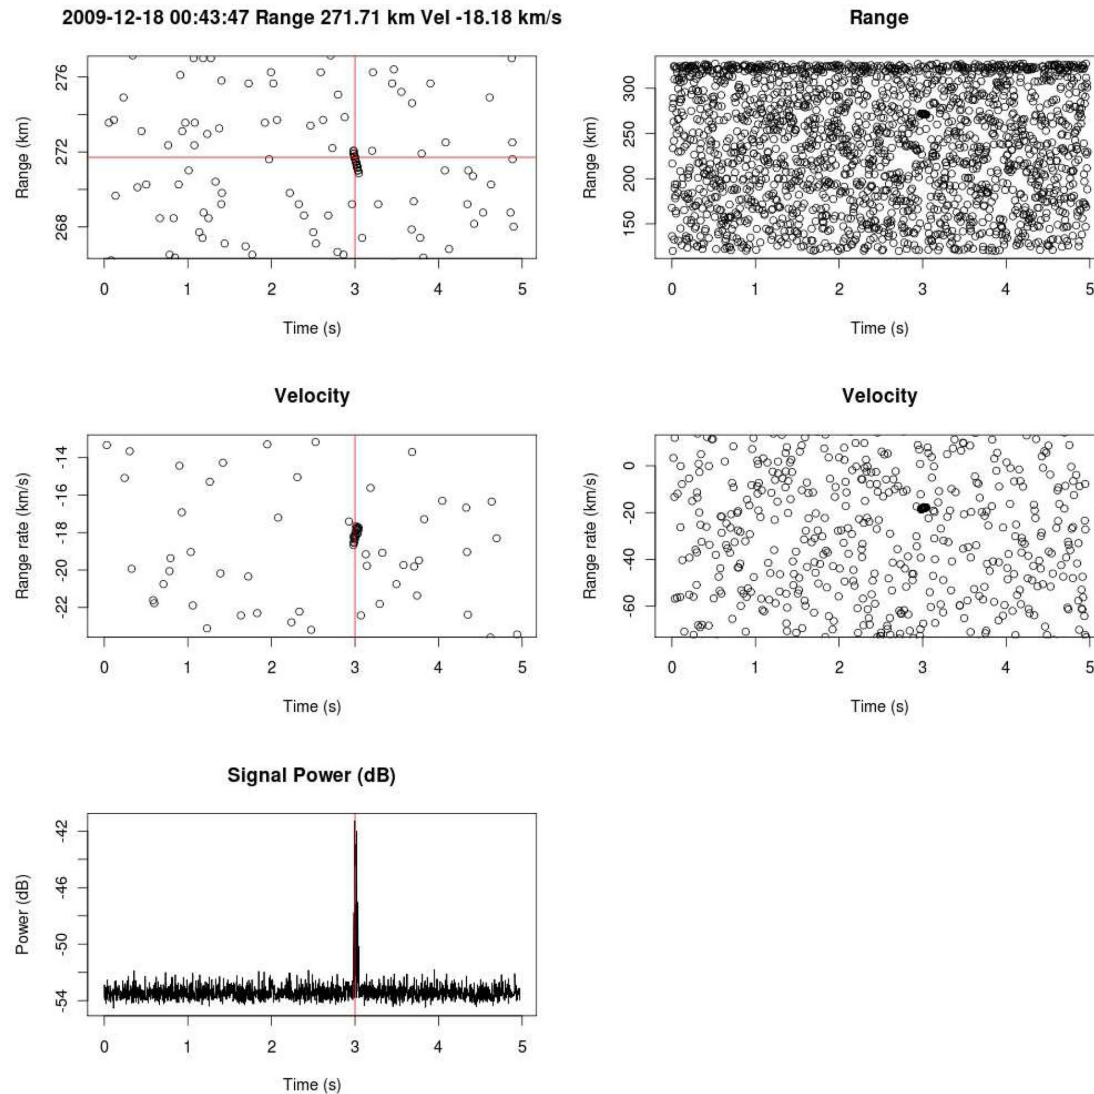 2009-12-18 00:43:47 Range 271.71 km Vel -18.18 km/s
Range (km)
276
272
268
0 1 2 3 4 5
Time (s)
Range
Range (km)
300
250
200
150
0 1 2 3 4 5
Time (s)
Velocity
Range rate (km/s)
-14
-16
-18
-20
-22
0 1 2 3 4 5
Time (s)
Velocity
Range rate (km/s)
0
-20
-40
-60
0 1 2 3 4 5
Time (s)
Signal Power (dB)
Power (dB)
-42
-46
-50
-54
0 1 2 3 4 5
Time (s)